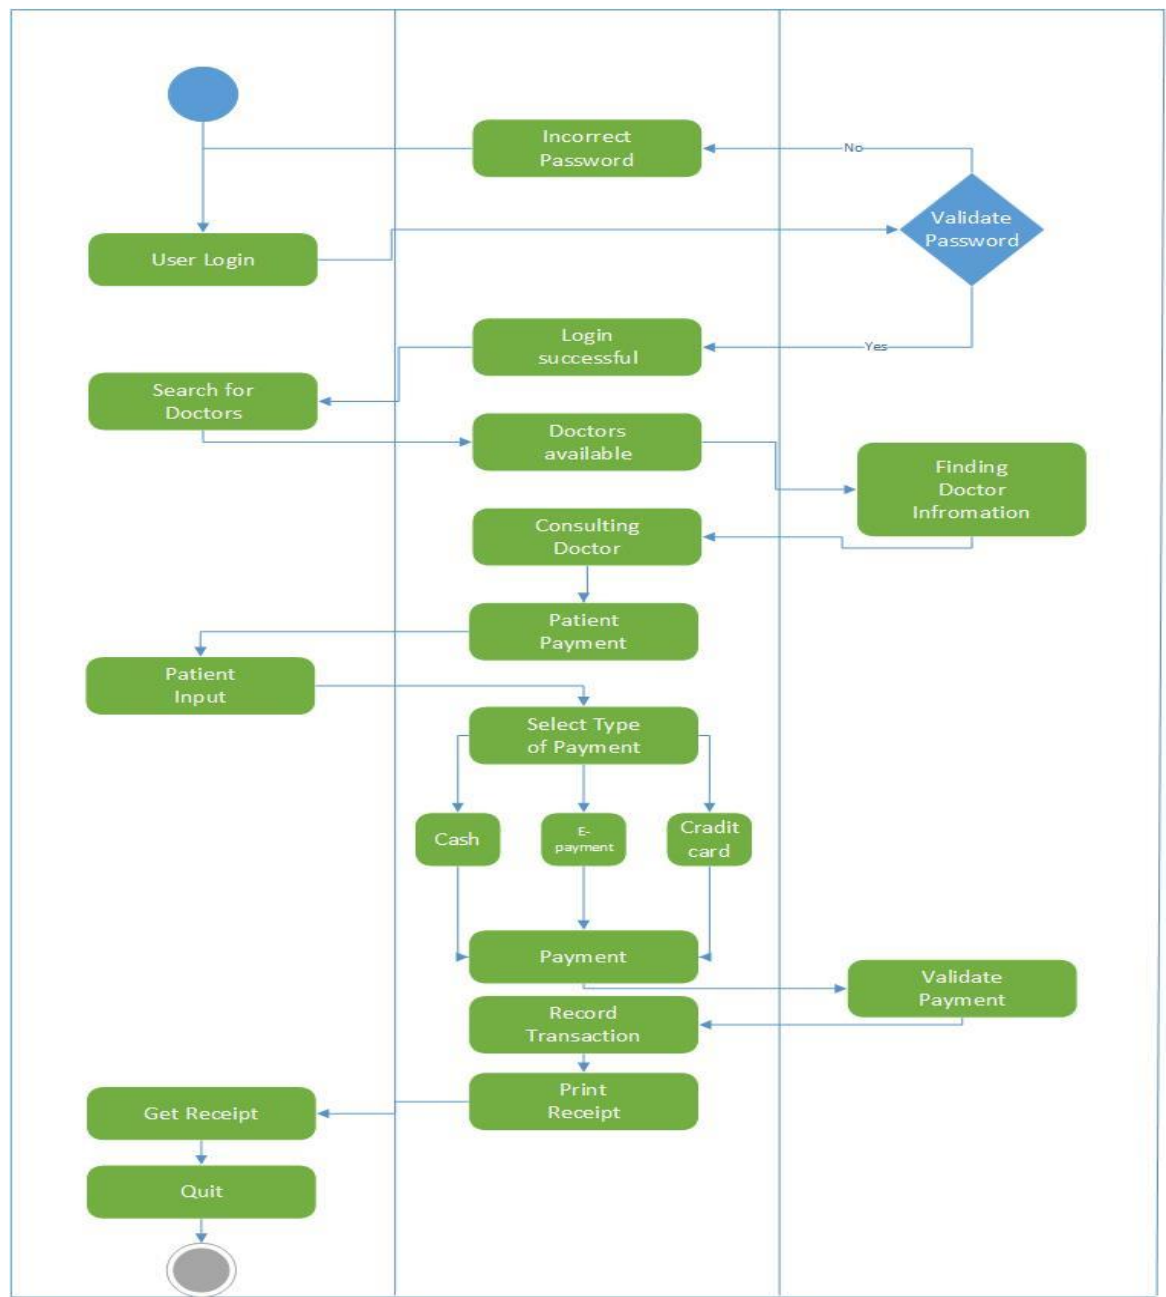 Incorrect
Password
No
Validate
Password
User Login
Login
successful
Yes
Search for
Doctors
Doctors
available
Finding
Doctor
Infromation
Consulting
Doctor
Patient
Payment
Patient
Input
Select Type
of Payment
Cash
E-
payment
Cradit
card
Payment
Validate
Payment
Record
Transaction
Print
Receipt
Get Receipt
Quit